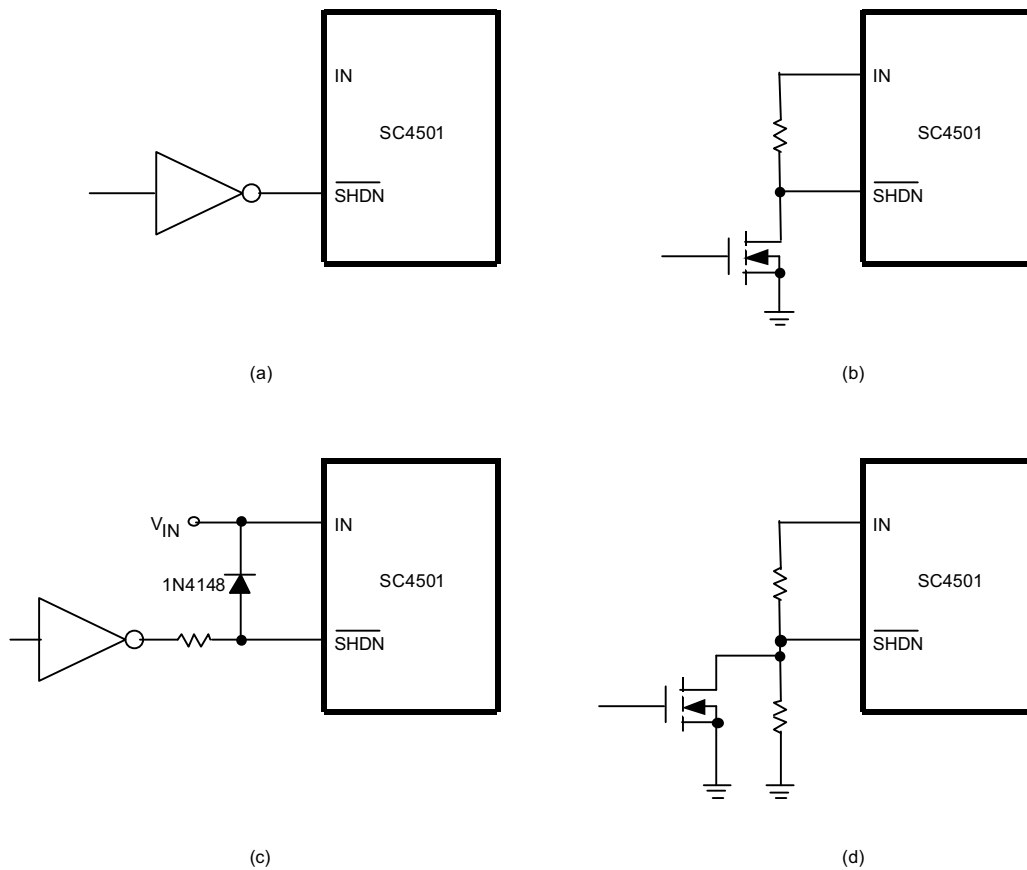 IN
SC4501
SHDN
(a)
IN
SC4501
SHDN
(b)
VIN
IN
1N4148
SC4501
SHDN
(c)
IN
SC4501
SHDN
(d)